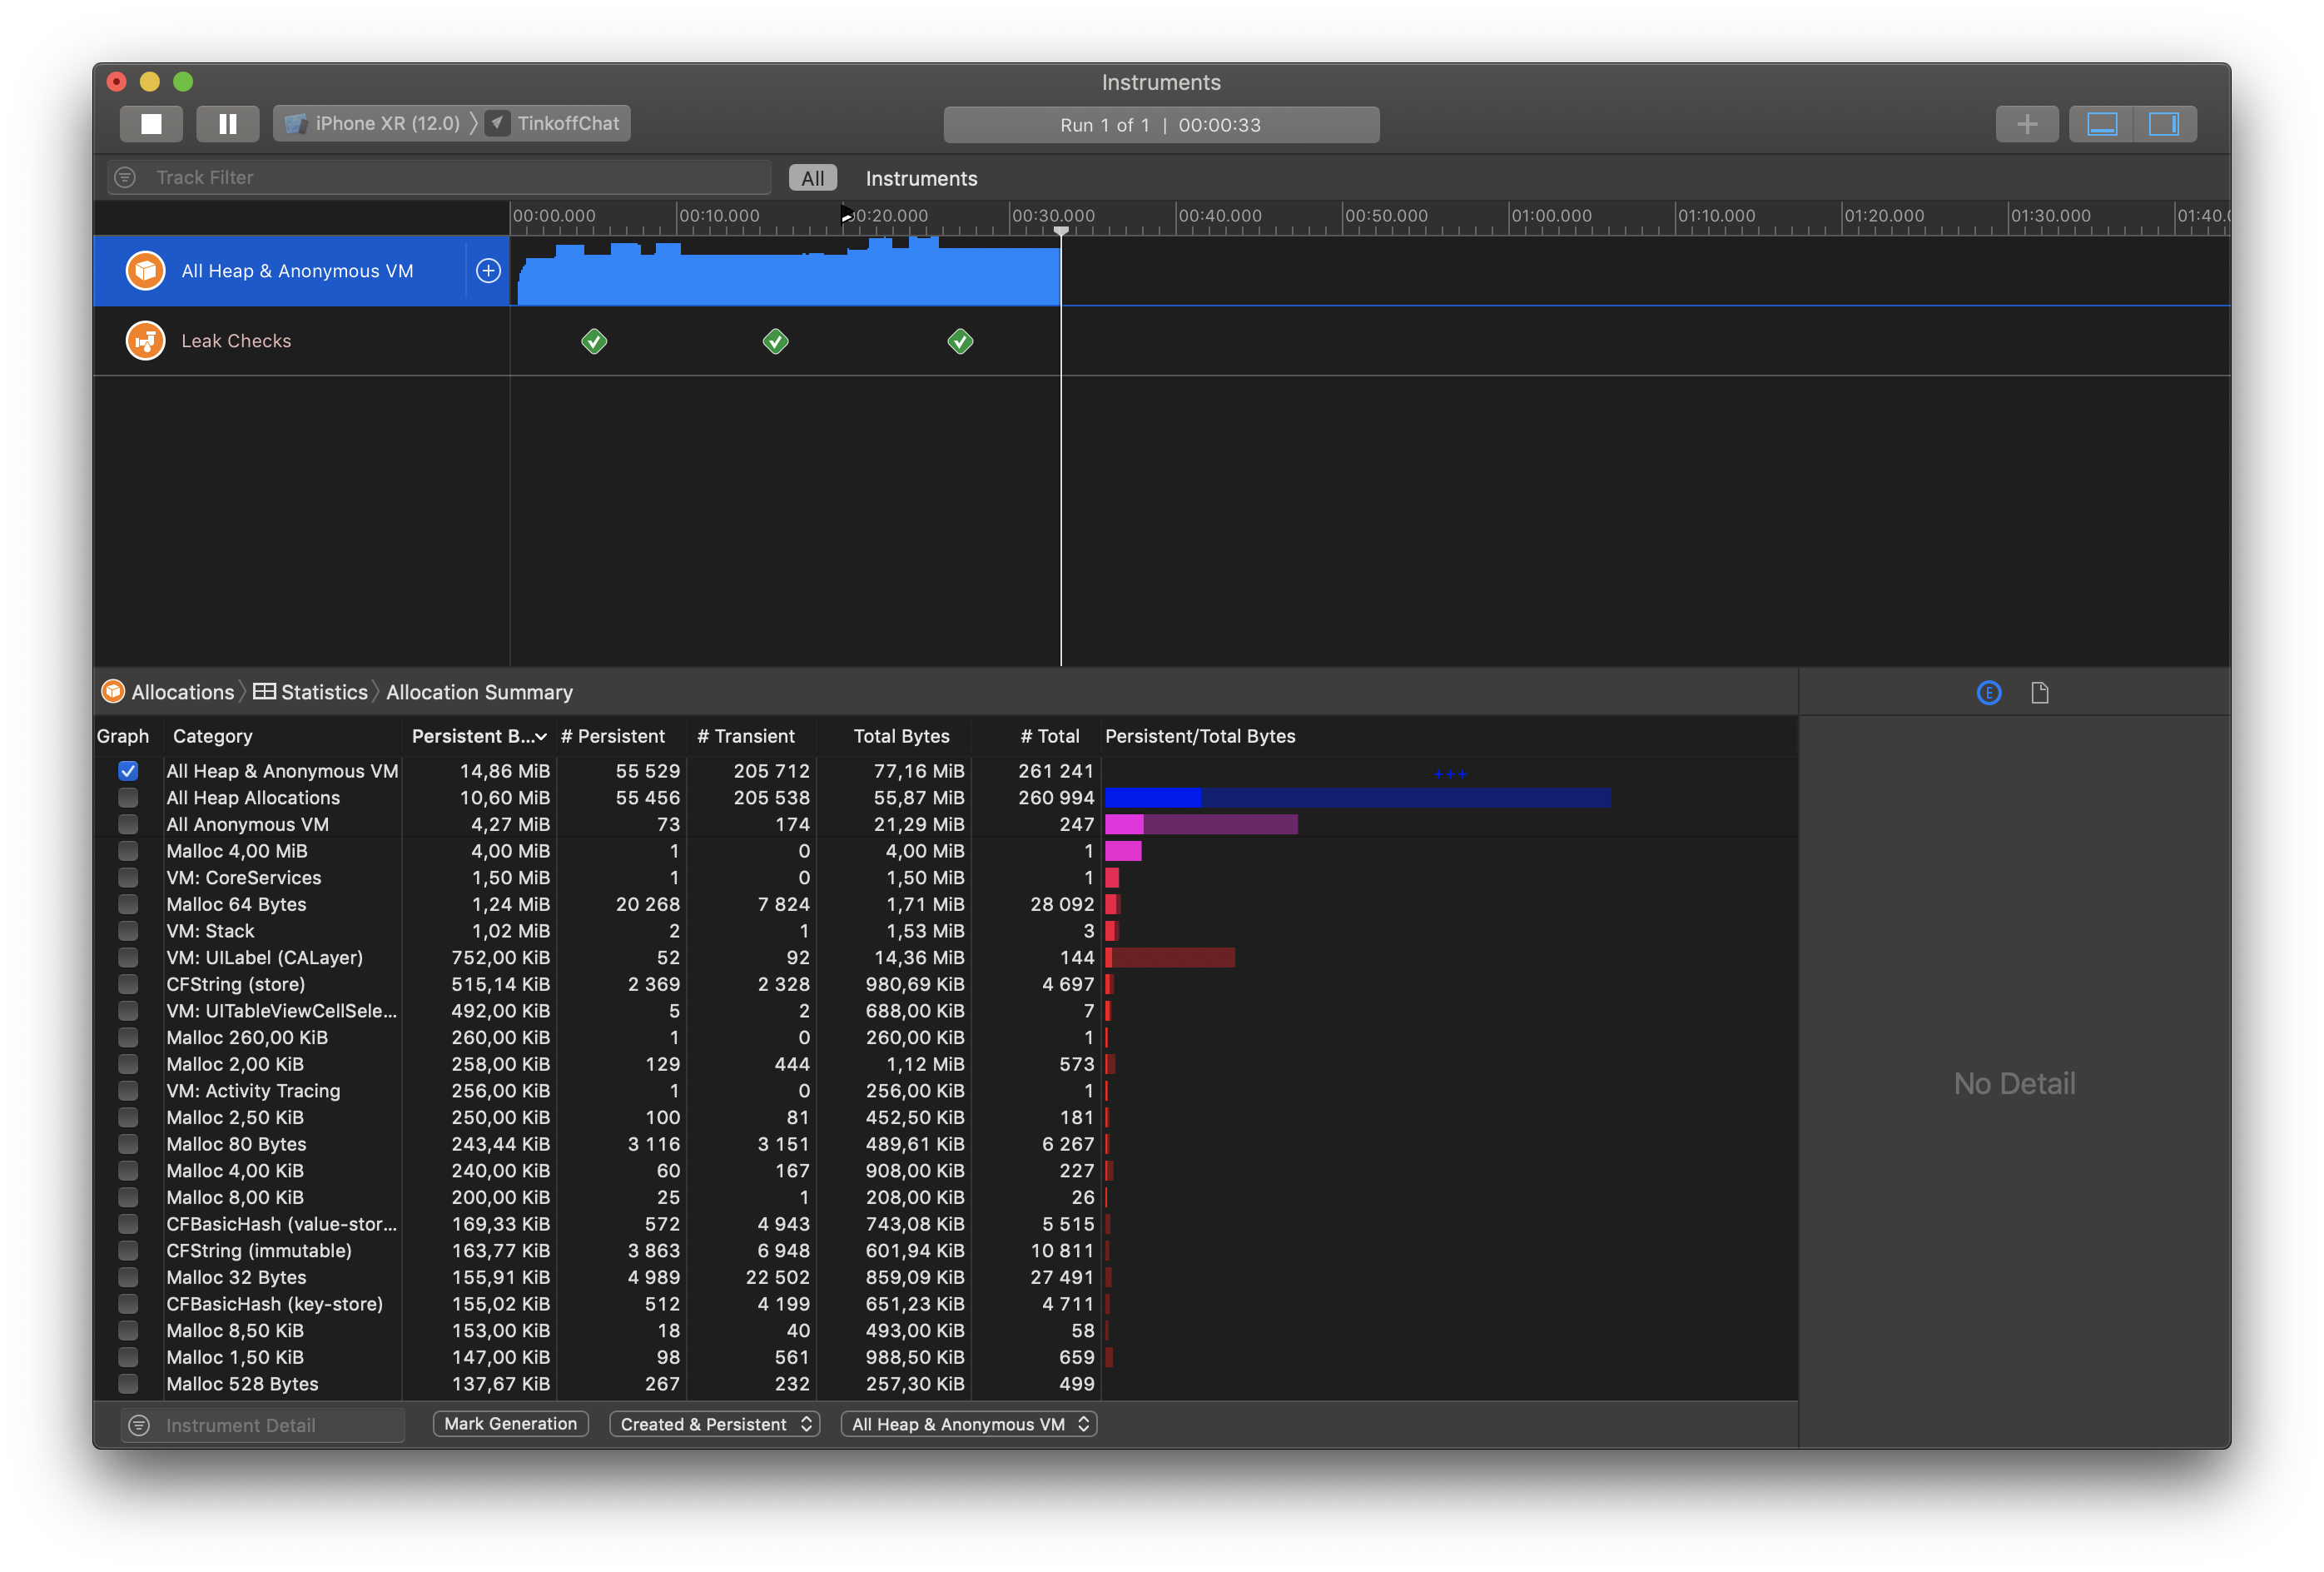 Instruments
iPhone XR (12.0) 〉 TinkoffChat
Run 1 of 1 | 00:00:33
Track Filter
All Instruments
00:00.000 00:10.000 00:20.000 00:30.000 00:40.000 00:50.000 01:00.000 01:10.000 01:20.000 01:30.000 01:40.
All Heap & Anonymous VM
Leak Checks
Allocations 〉 Statistics 〉 Allocation Summary
E
Graph Category Persistent B... # Persistent # Transient Total Bytes # Total Persistent/Total Bytes
All Heap & Anonymous VM 14,86 MiB 55 529 205 712 77,16 MiB 261 241 +++
All Heap Allocations 10,60 MiB 55 456 205 538 55,87 MiB 260 994
All Anonymous VM 4,27 MiB 73 174 21,29 MiB 247
Malloc 4,00 MiB 4,00 MiB 1 0 4,00 MiB 1
VM: CoreServices 1,50 MiB 1 0 1,50 MiB 1
Malloc 64 Bytes 1,24 MiB 20 268 7 824 1,71 MiB 28 092
VM: Stack 1,02 MiB 2 1 1,53 MiB 3
VM: UILabel (CALayer) 752,00 KiB 52 92 14,36 MiB 144
CFString (store) 515,14 KiB 2 369 2 328 980,69 KiB 4 697
VM: UITableViewCellSele... 492,00 KiB 5 2 688,00 KiB 7
Malloc 260,00 KiB 260,00 KiB 1 0 260,00 KiB 1
Malloc 2,00 KiB 258,00 KiB 129 444 1,12 MiB 573
VM: Activity Tracing 256,00 KiB 1 0 256,00 KiB 1
Malloc 2,50 KiB 250,00 KiB 100 81 452,50 KiB 181
Malloc 80 Bytes 243,44 KiB 3 116 3 151 489,61 KiB 6 267
Malloc 4,00 KiB 240,00 KiB 60 167 908,00 KiB 227
Malloc 8,00 KiB 200,00 KiB 25 1 208,00 KiB 26
CFBasicHash (value-stor... 169,33 KiB 572 4 943 743,08 KiB 5 515
CFString (immutable) 163,77 KiB 3 863 6 948 601,94 KiB 10 811
Malloc 32 Bytes 155,91 KiB 4 989 22 502 859,09 KiB 27 491
CFBasicHash (key-store) 155,02 KiB 512 4 199 651,23 KiB 4 711
Malloc 8,50 KiB 153,00 KiB 18 40 493,00 KiB 58
Malloc 1,50 KiB 147,00 KiB 98 561 988,50 KiB 659
Malloc 528 Bytes 137,67 KiB 267 232 257,30 KiB 499
No Detail
Instrument Detail Mark Generation Created & Persistent All Heap & Anonymous VM